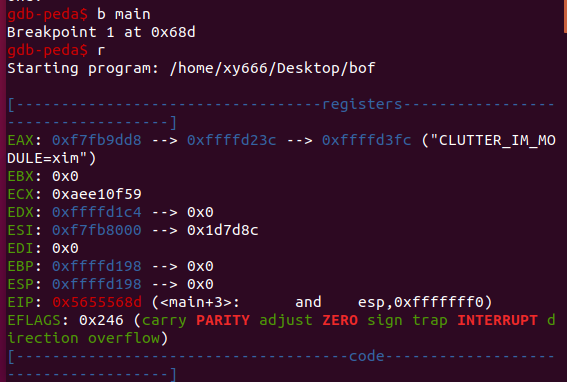 gdb-peda$ b main
Breakpoint 1 at 0x68d
gdb-peda$ r
Starting program: /home/xy666/Desktop/bof
[----------------------------------registers-----------------
------------------]
EAX: 0xf7fb9dd8 --> 0xffffd23c --> 0xffffd3fc ("CLUTTER_IM_MO
DULE=xim")
EBX: 0x0
ECX: 0xaee10f59
EDX: 0xffffd1c4 --> 0x0
ESI: 0xf7fb8000 --> 0x1d7d8c
EDI: 0x0
EBP: 0xffffd198 --> 0x0
ESP: 0xffffd198 --> 0x0
EIP: 0x5655568d (<main+3>:      and    esp,0xfffffff0)
EFLAGS: 0x246 (carry PARITY adjust ZERO sign trap INTERRUPT d
irection overflow)
[-------------------------------------code-------------------
------------------]